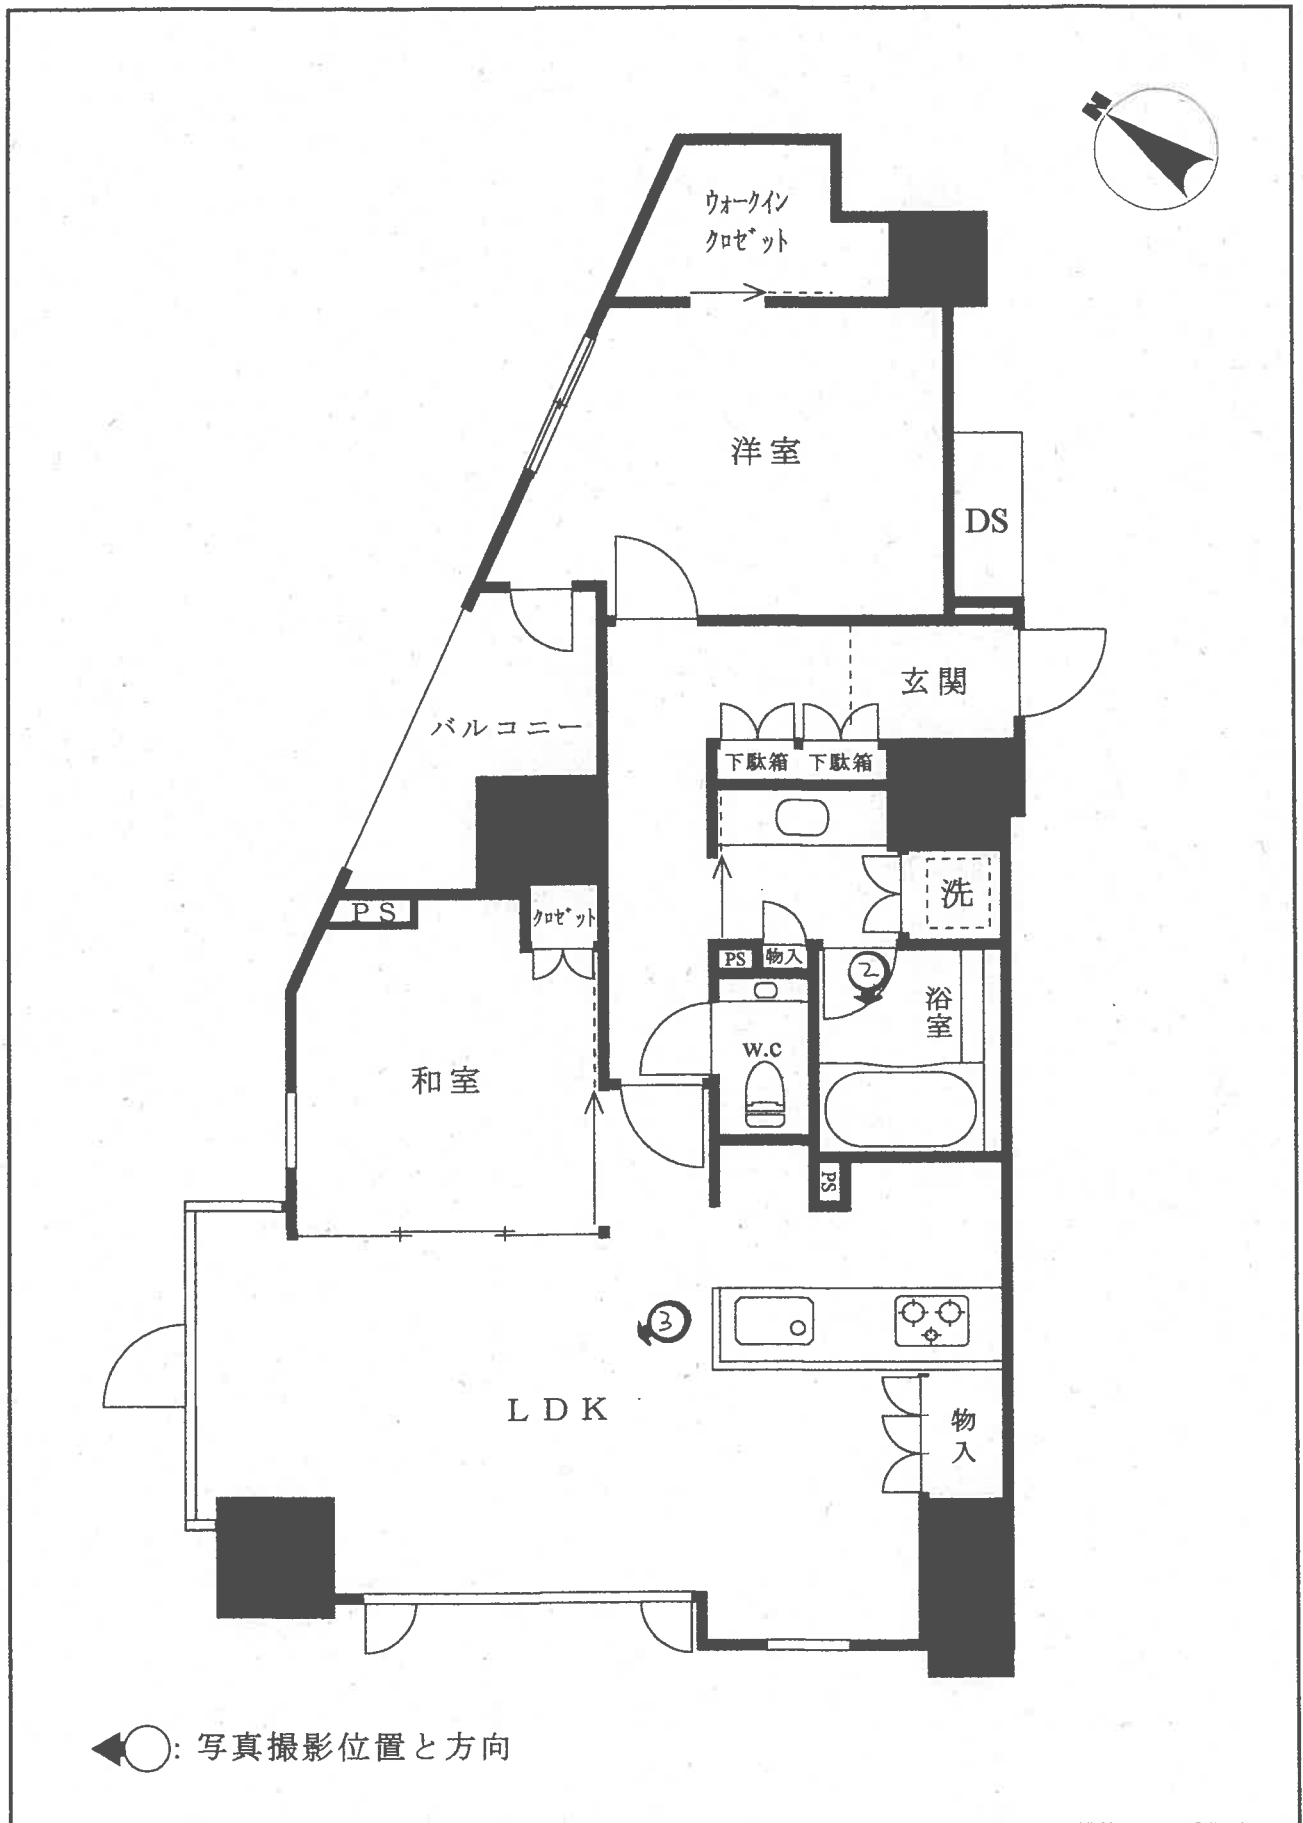 N
ウォークイン
クロゼット
洋室
DS
玄関
バルコニー
下駄箱
下駄箱
洗
PS
クロゼット
PS
物入
2
浴室
W.C
和室
PS
3
LDK
物入
: 写真撮影位置と方向